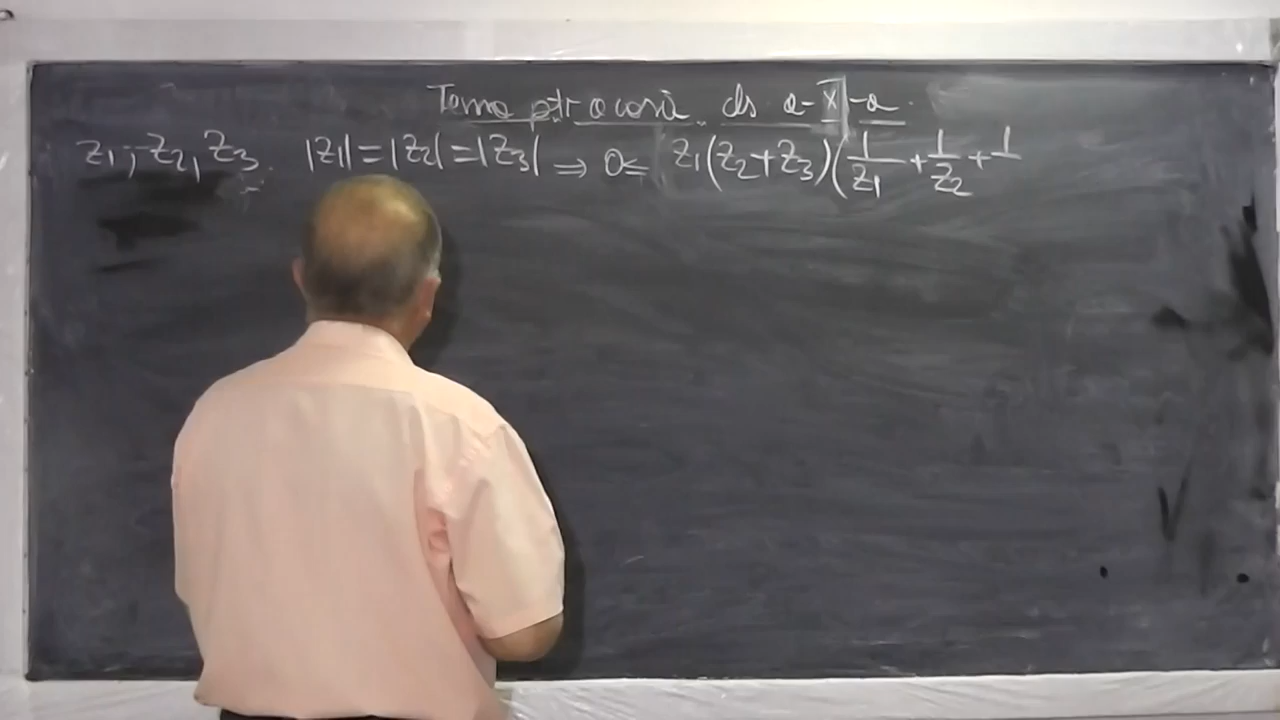 Tema ptr acasă cls a-X-a.
z₁, z₂, z₃. |z₁| = |z₂| = |z₃| ⇒ 0 ≤ z₁(z₂+z₃)(1/z₁ + 1/z₂ + 1